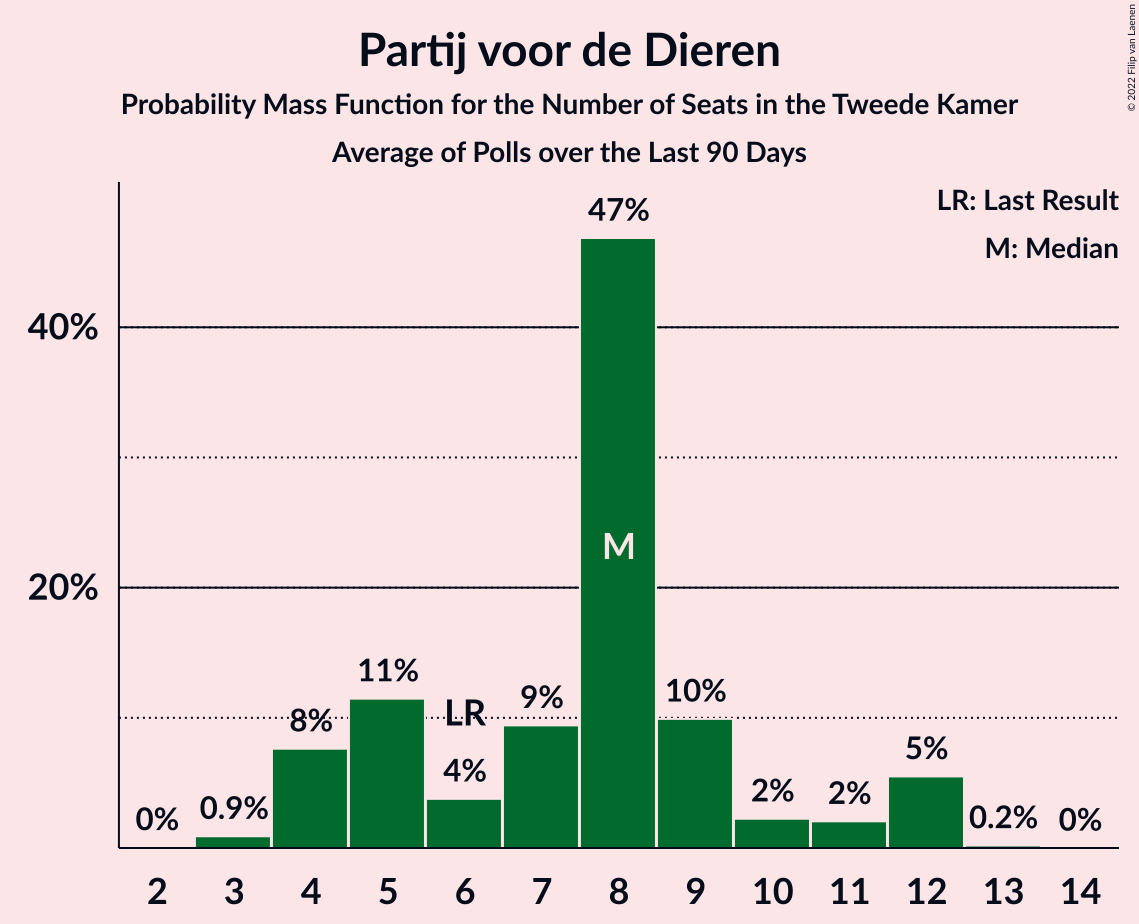 Partij voor de Dieren
Probability Mass Function for the Number of Seats in the Tweede Kamer
Average of Polls over the Last 90 Days
© 2022 Filip van Laenen
LR: Last Result
M: Median
40%
20%
0%
0.9%
8%
11%
LR
4%
9%
47%
M
10%
2%
2%
5%
0.2%
0%
2 3 4 5 6 7 8 9 10 11 12 13 14